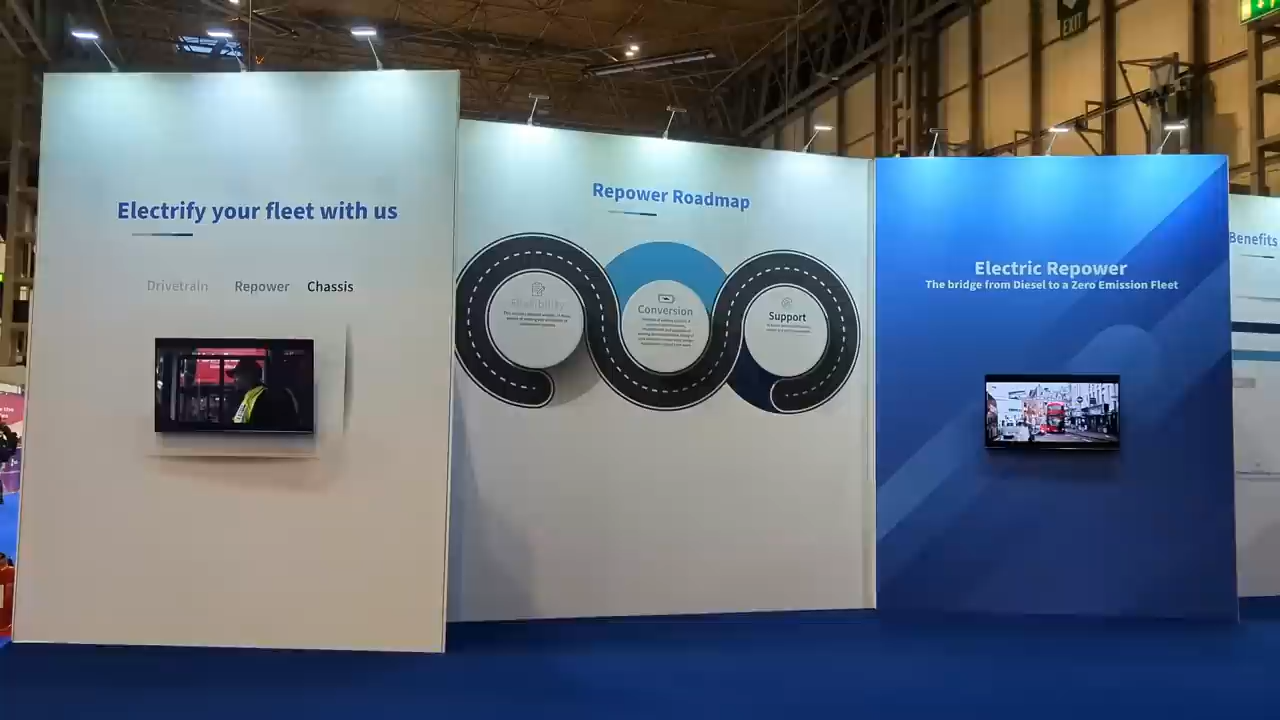 EXIT
Electrify your fleet with us
Drivetrain Repower Chassis
Repower Roadmap
Feasibility
Conversion
Support
Electric Repower
The bridge from Diesel to a Zero Emission Fleet
Benefits